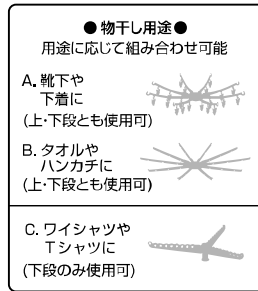 ●物干し用途●
用途に応じて組み合わせ可能
A. 靴下や
下着に
(上・下段とも使用可)
B. タオルや
ハンカチに
(上・下段とも使用可)
C. ワイシャツや
Tシャツに
(下段のみ使用可)